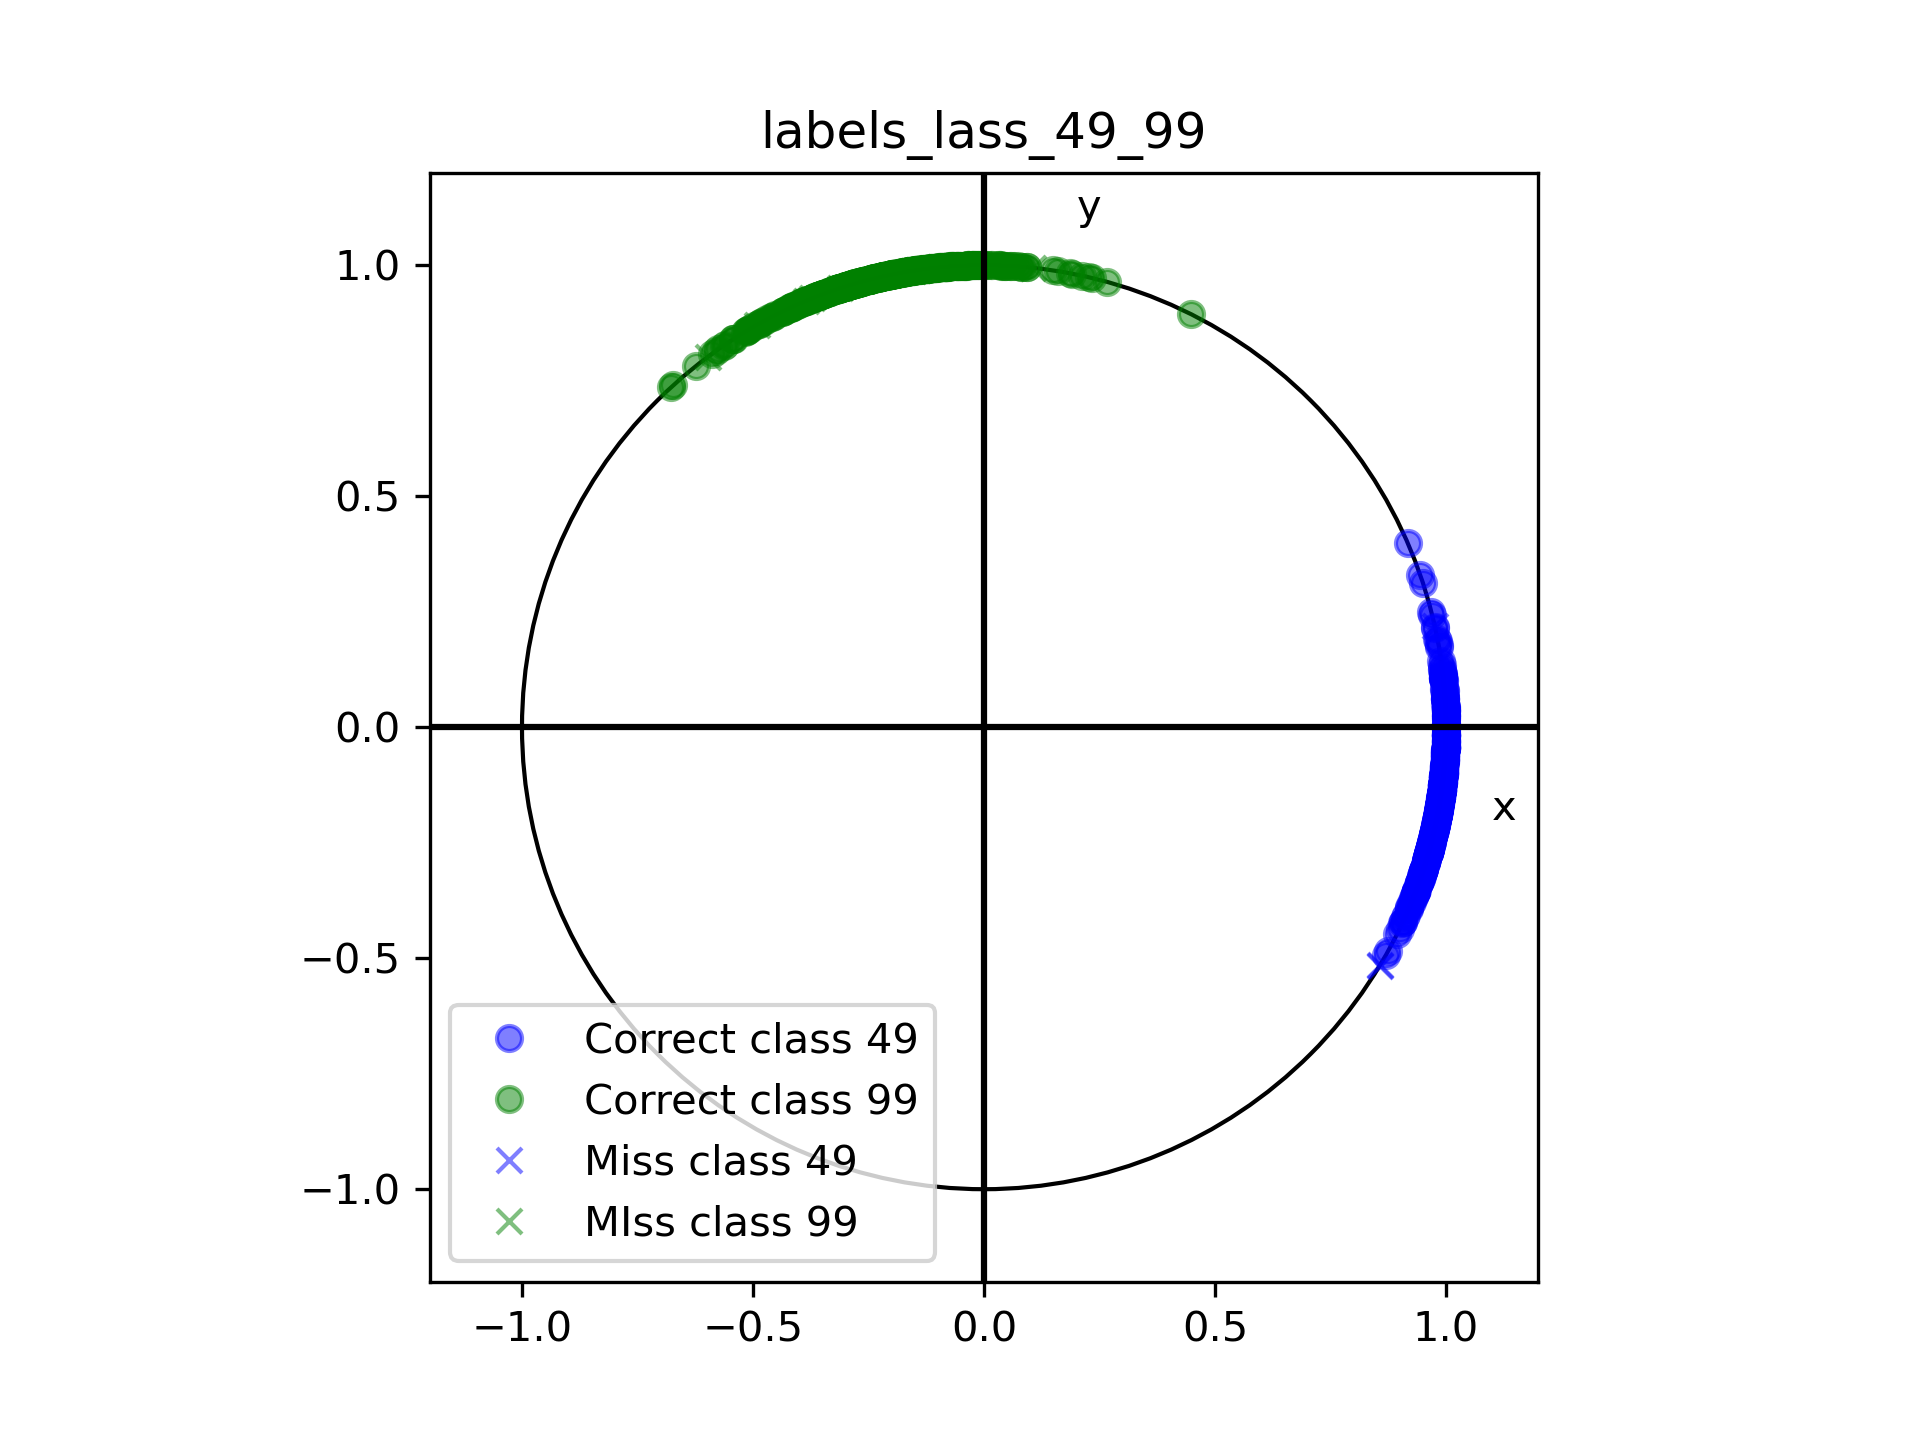 labels_lass_49_99
y
1.0
0.5
0.0
x
−0.5
−1.0
Correct class 49
Correct class 99
Miss class 49
MIss class 99
−1.0 −0.5 0.0 0.5 1.0